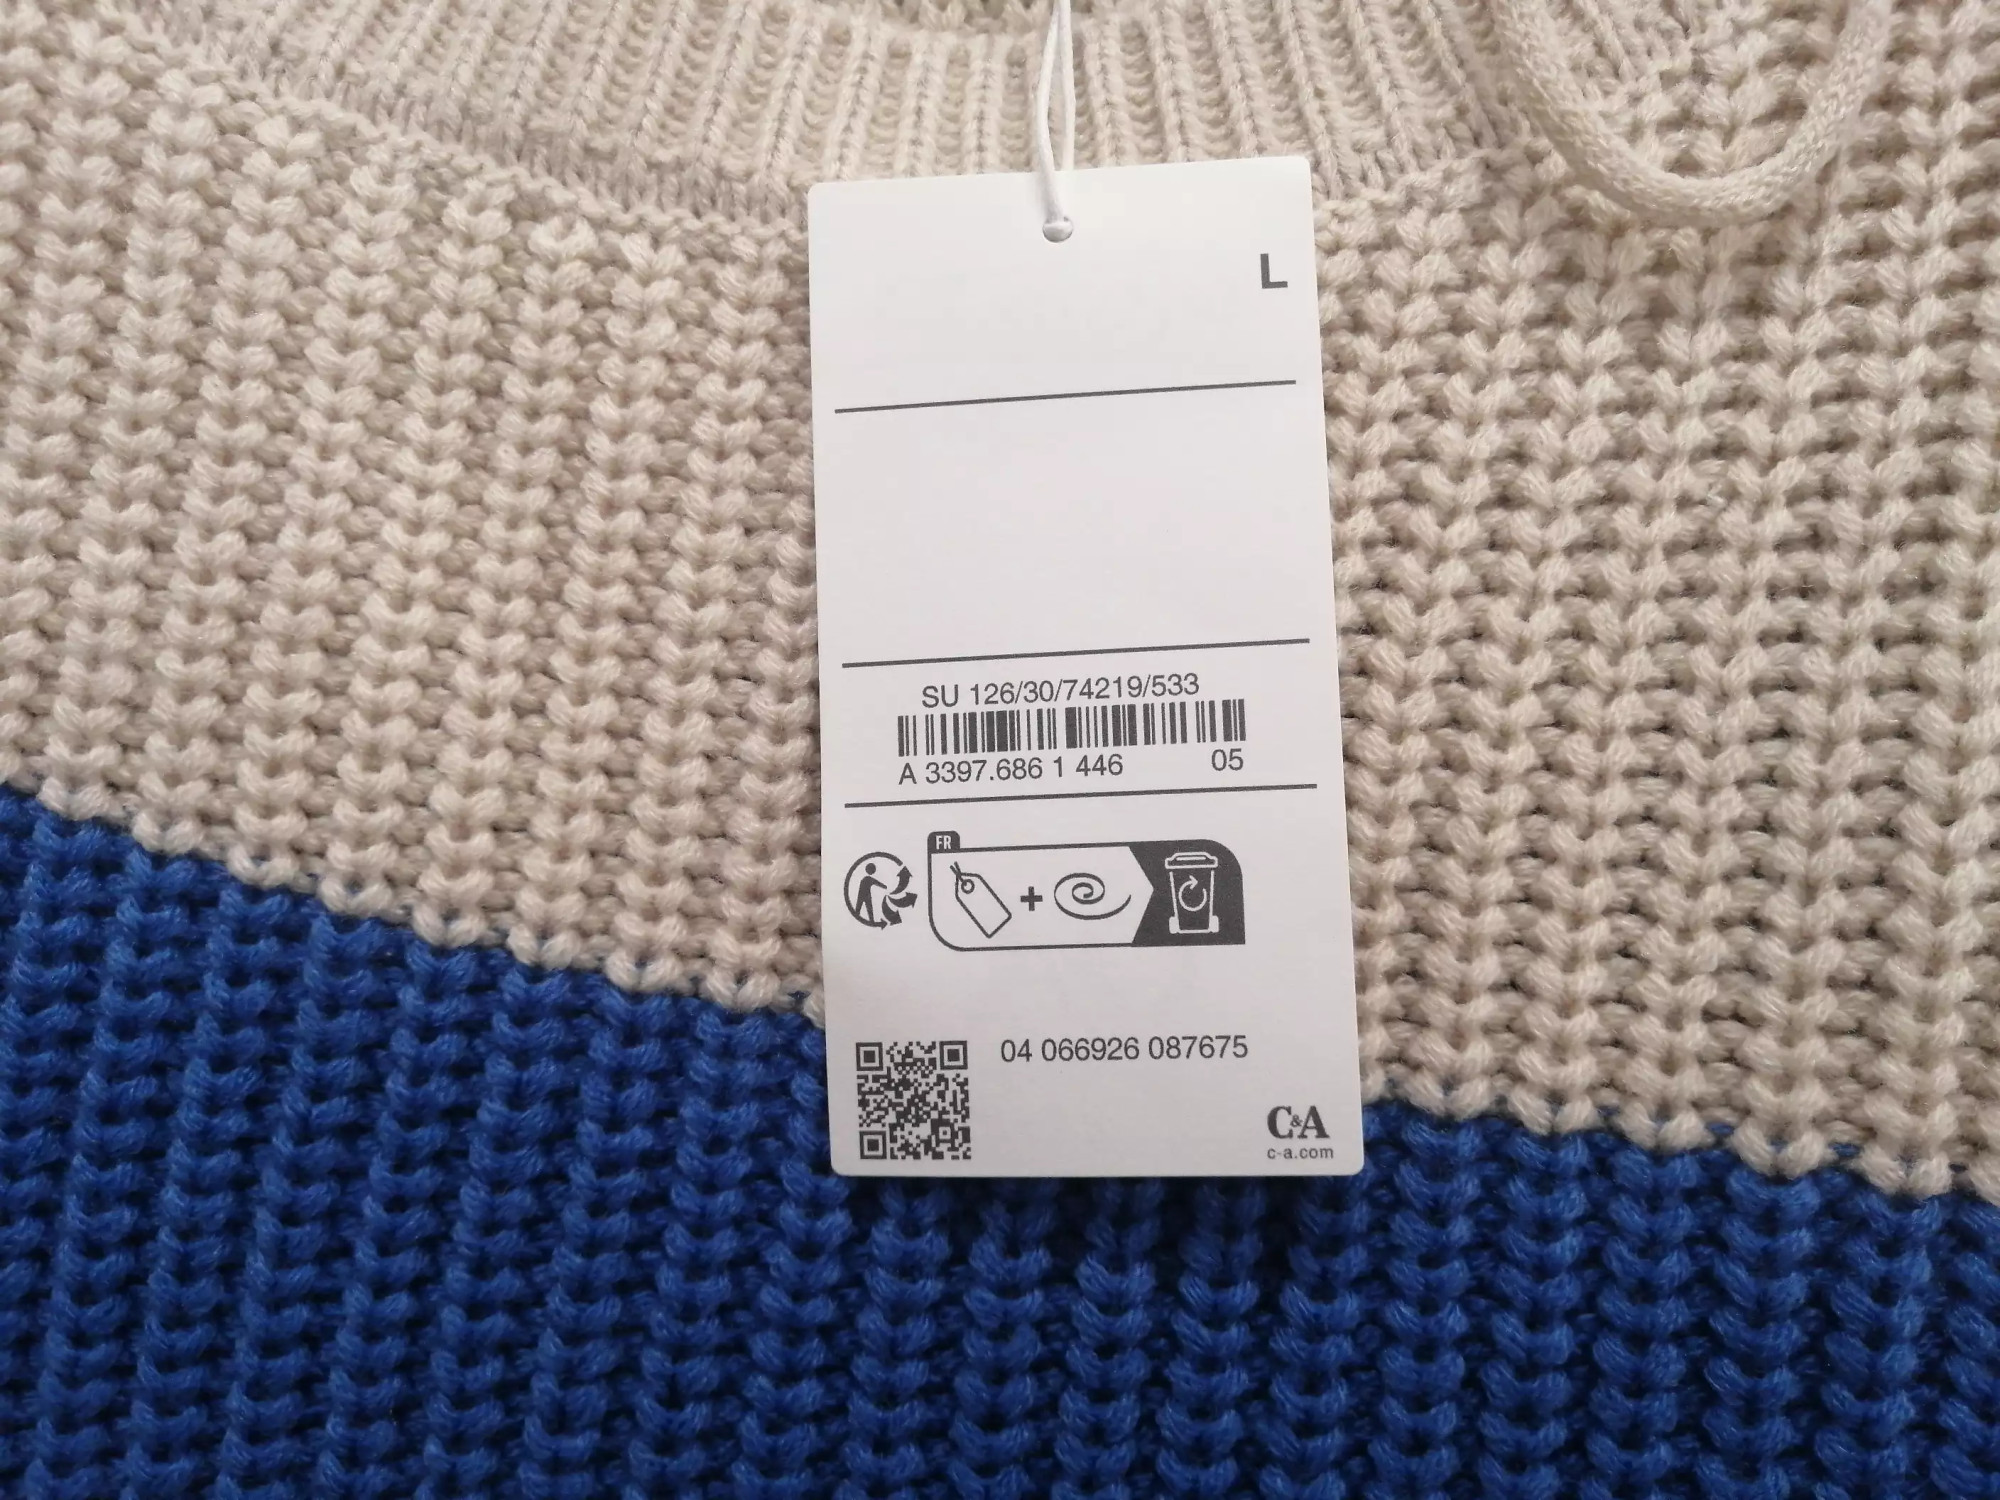 L
SU 126/30/74219/533
A 3397.686 1 446 05
FR
+
04 066926 087675
C&A
c-a.com